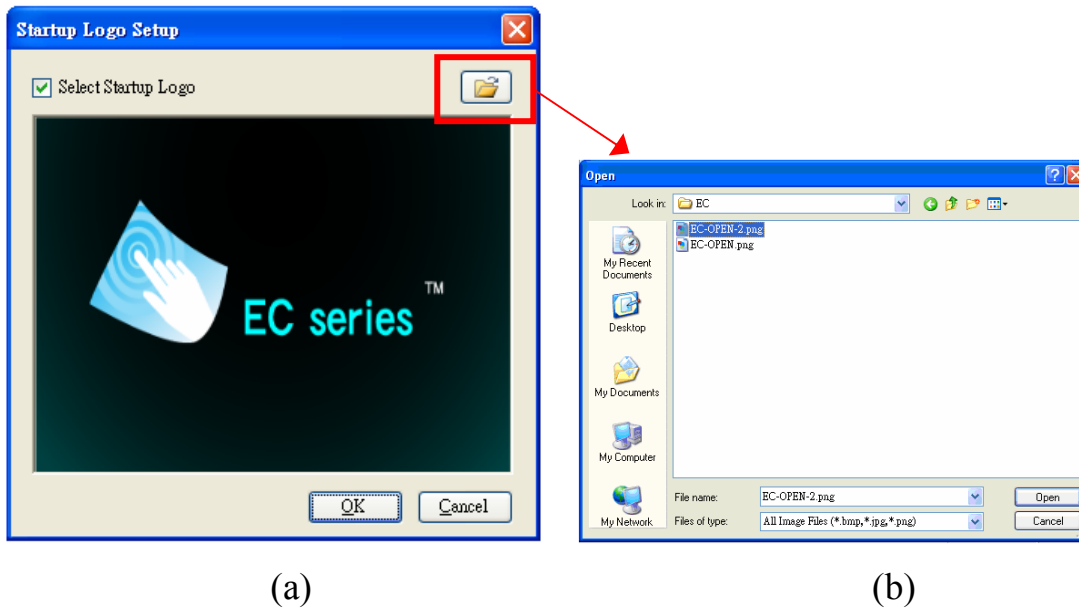 Startup Logo Setup
Select Startup Logo
EC series™
OK
Cancel
(a)
Open
Look in:
EC
EC-OPEN-2.png
EC-OPEN.png
My Recent
Documents
Desktop
My Documents
My Computer
My Network
File name:
EC-OPEN-2.png
Open
Files of type:
All Image Files (*.bmp,*.jpg,*.png)
Cancel
(b)